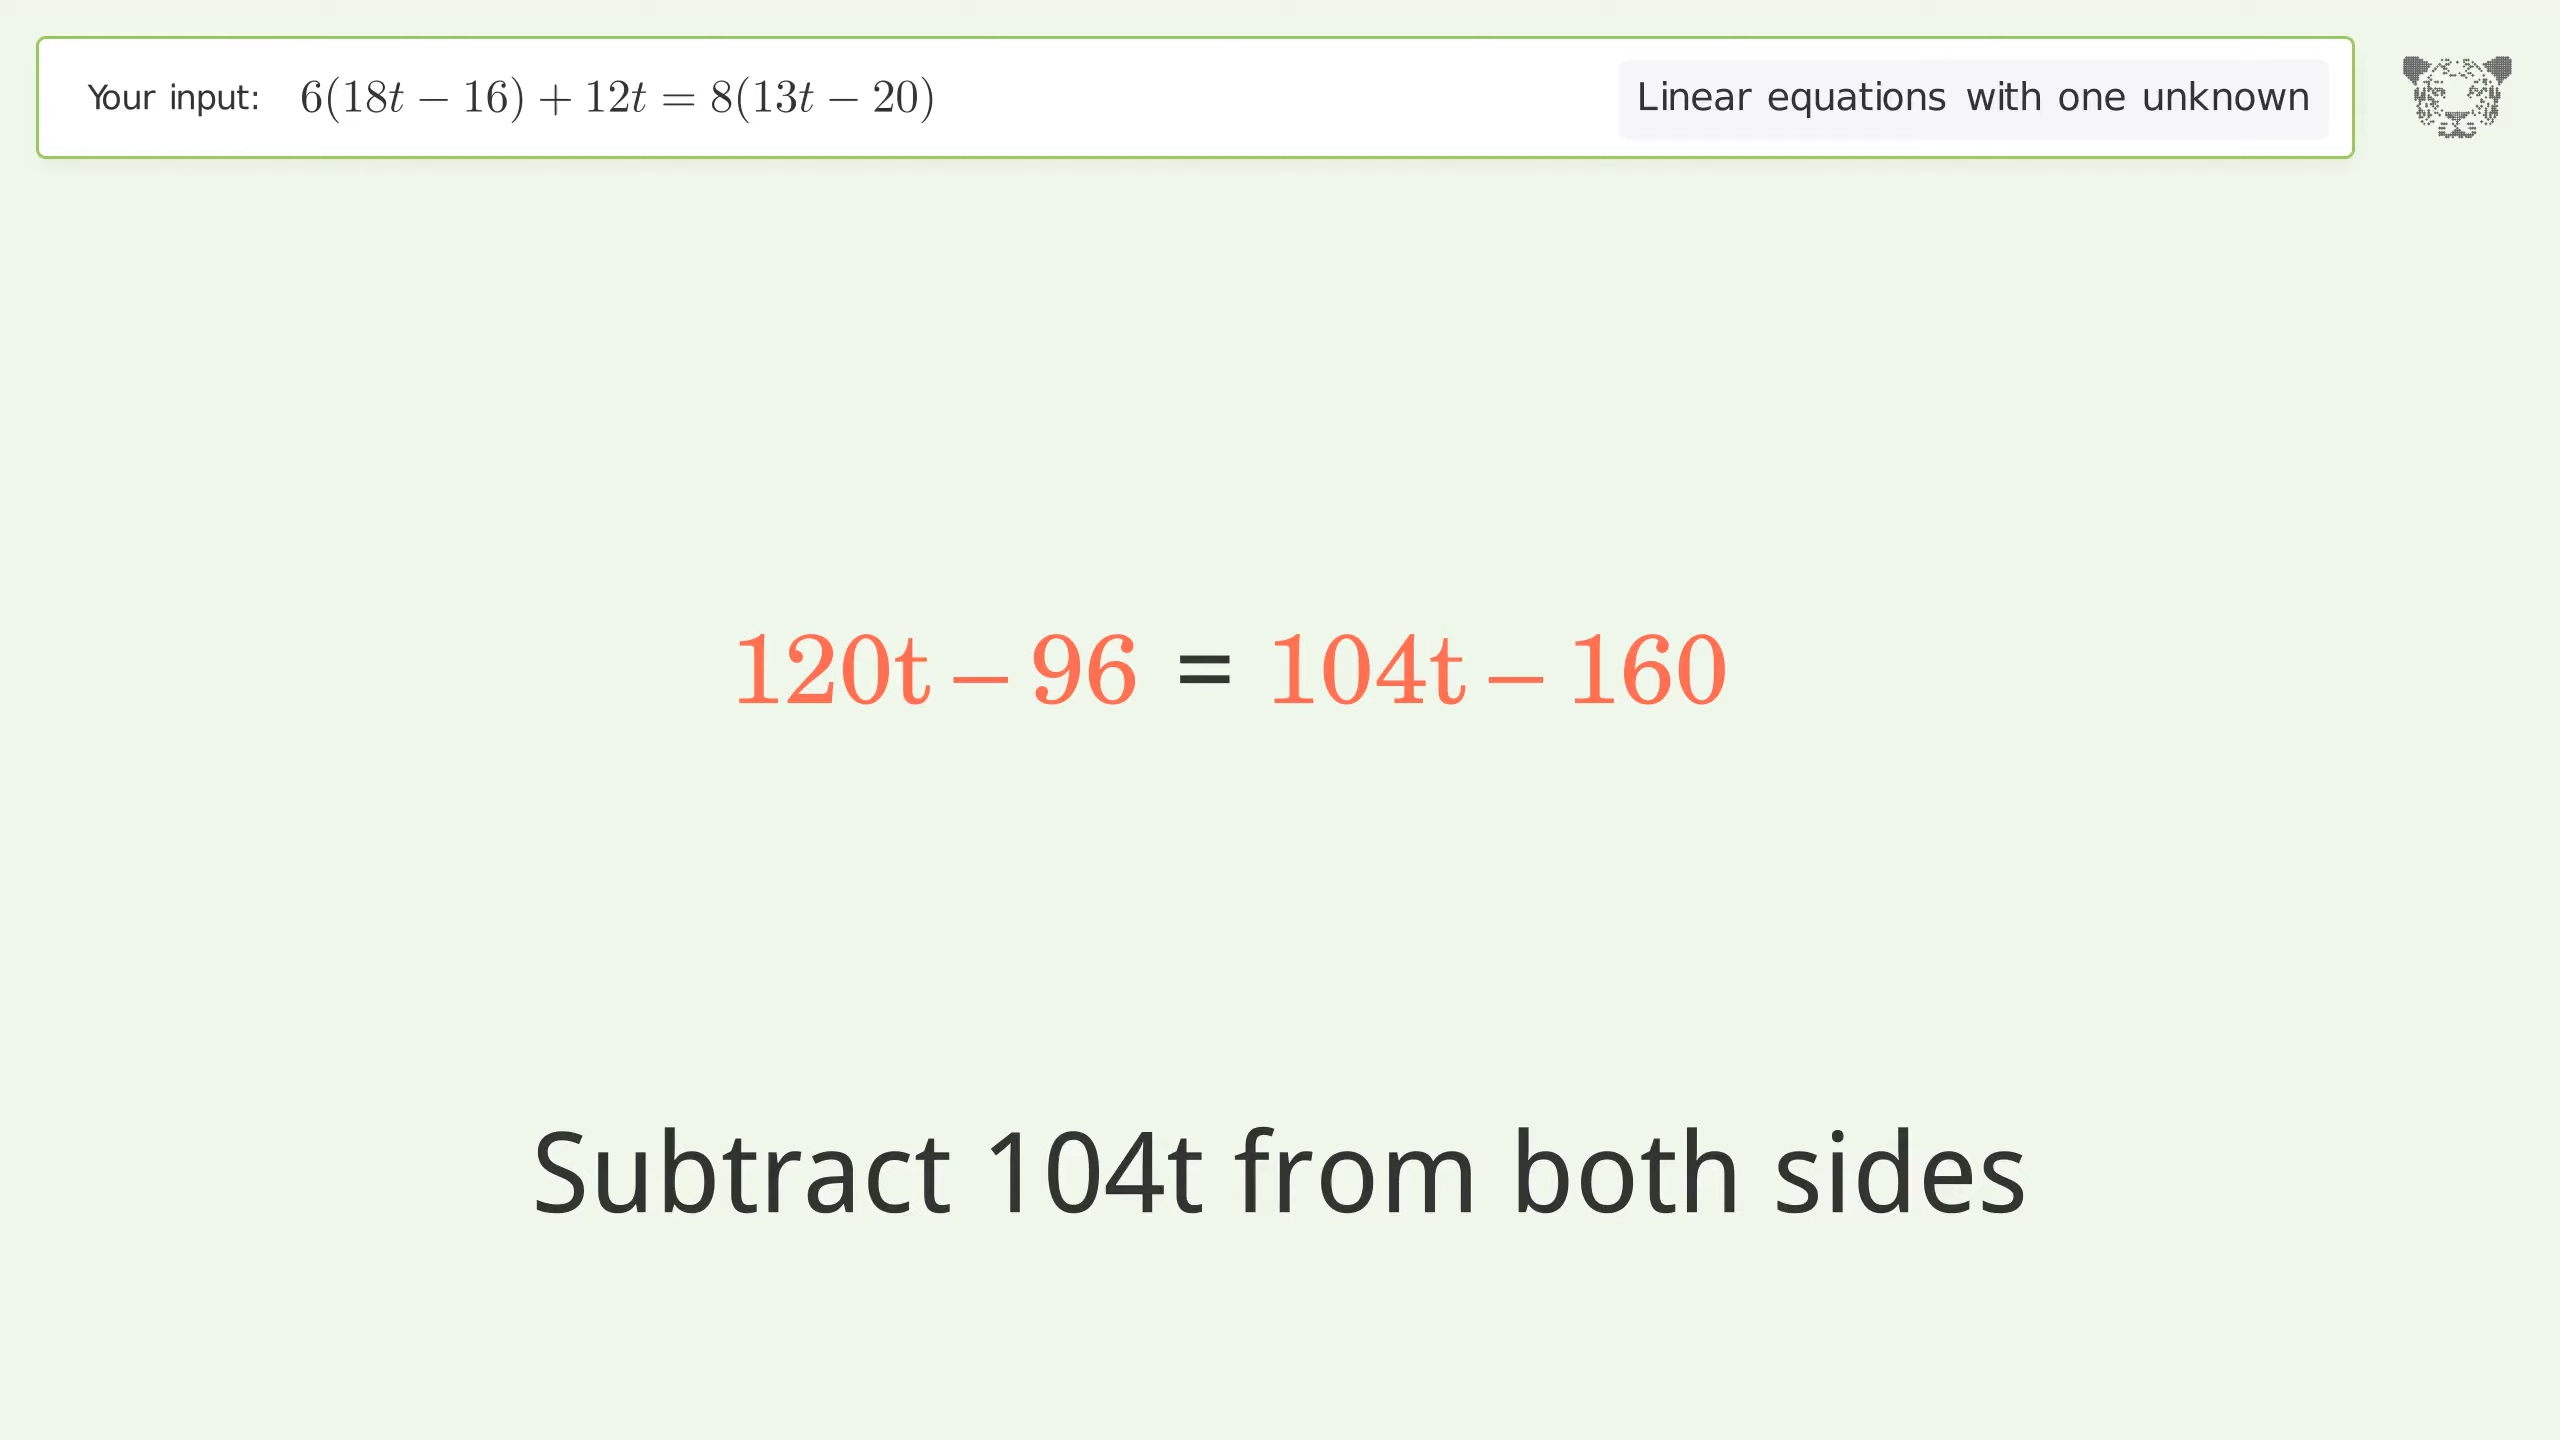 Your input: 6(18t − 16) + 12t = 8(13t − 20) Linear equations with one unknown
120t − 96 = 104t − 160
Subtract 104t from both sides